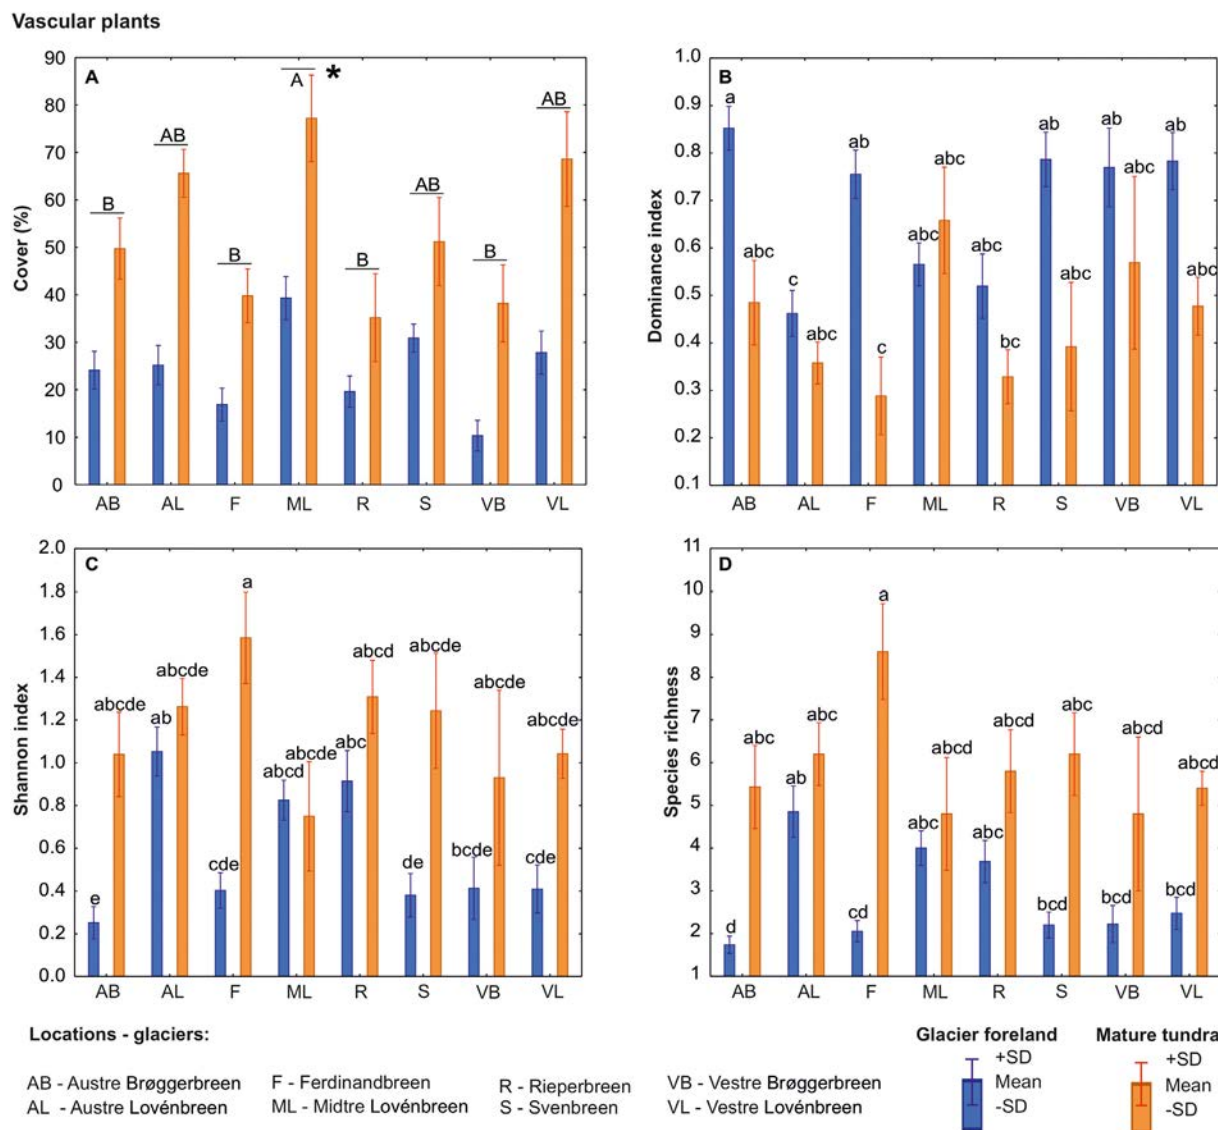 Vascular plants
A
Cover (%)
90
80
70
60
50
40
30
20
10
0
B
AB
B
A
*
B
AB
B
AB
AB AL F ML R S VB VL
B
Dominance index
1.0
0.9
0.8
0.7
0.6
0.5
0.4
0.3
0.2
0.1
a
abc
c
abc
ab
c
abc
abc
abc
bc
ab
abc
ab
abc
ab
abc
AB AL F ML R S VB VL
C
Shannon index
2.0
1.8
1.6
1.4
1.2
1.0
0.8
0.6
0.4
0.2
0.0
e
abcde
ab
abcde
cde
a
abcd
abcde
abc
abcde
de
abcde
bcde
abcde
cde
abcde
AB AL F ML R S VB VL
D
Species richness
11
10
9
8
7
6
5
4
3
2
1
d
abc
ab
abc
cd
a
abc
abcd
abc
abcd
bcd
abc
bcd
abcd
bcd
abcd
AB AL F ML R S VB VL
Locations - glaciers:
AB - Austre Brøggerbreen
AL - Austre Lovénbreen
F - Ferdinandbreen
ML - Midtre Lovénbreen
R - Rieperbreen
S - Svenbreen
VB - Vestre Brøggerbreen
VL - Vestre Lovénbreen
Glacier foreland
+SD
Mean
-SD
Mature tundra
+SD
Mean
-SD